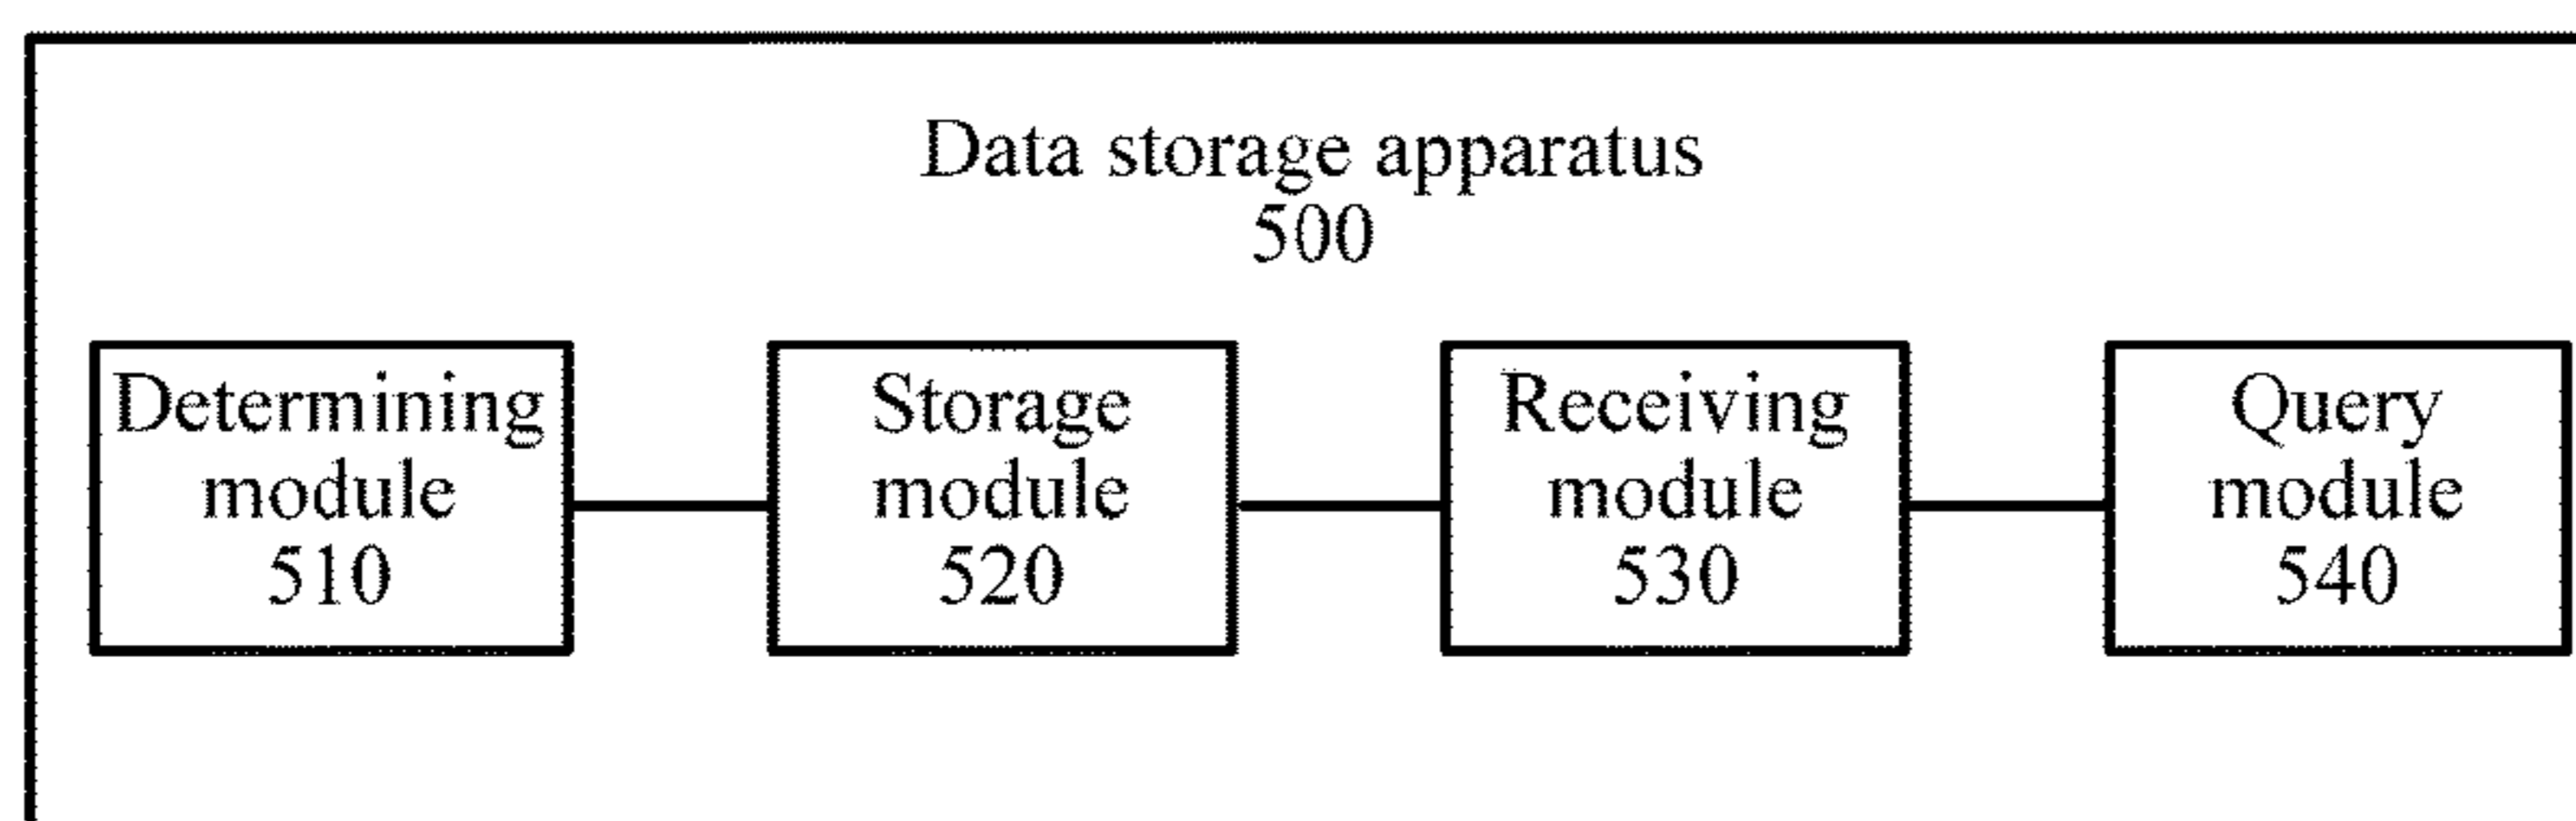 Data storage apparatus
500
Determining
module
510
Storage
module
520
Receiving
module
530
Query
module
540